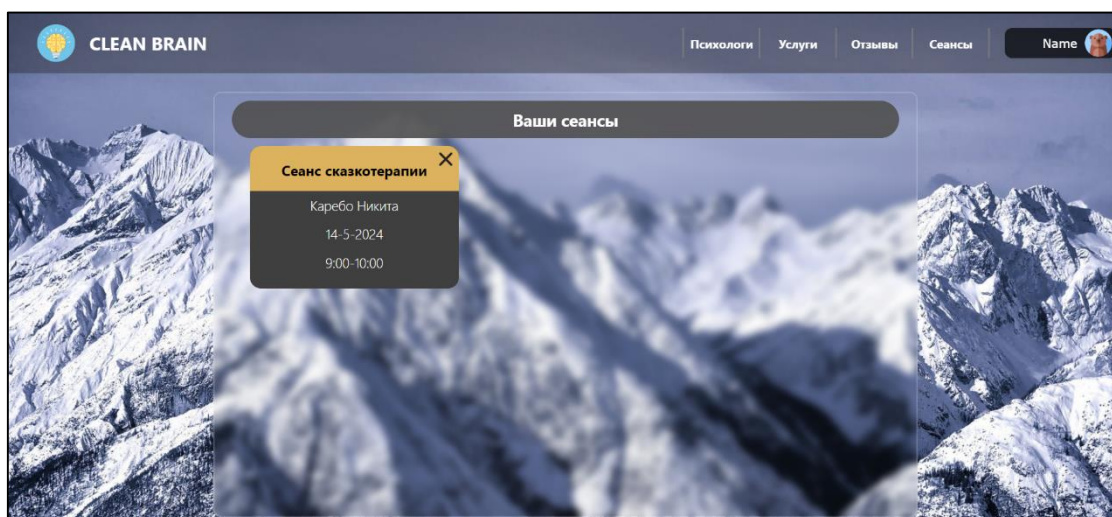 CLEAN BRAIN
Психологи
Услуги
Отзывы
Сеансы
Name
Ваши сеансы
Сеанс сказкотерапии
Каребо Никита
14-5-2024
9:00-10:00